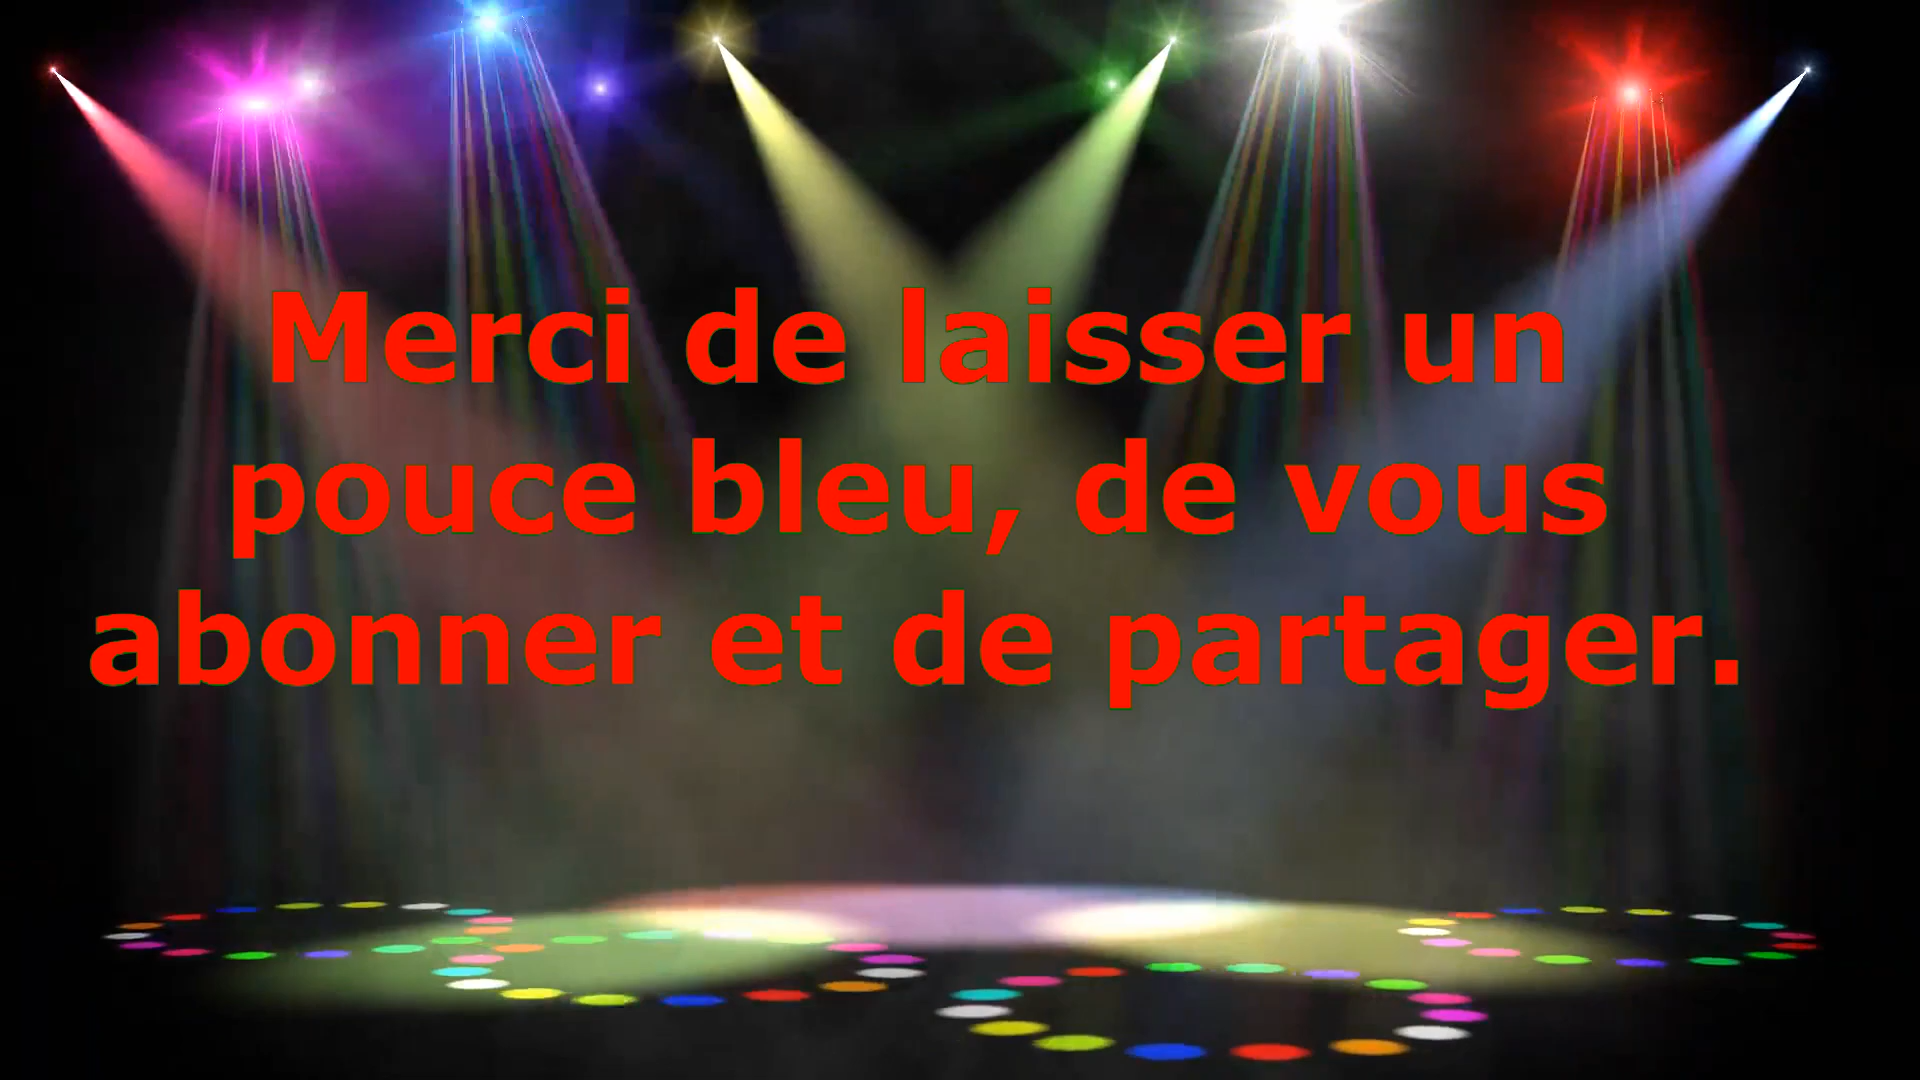 Merci de laisser un
pouce bleu, de vous
abonner et de partager.